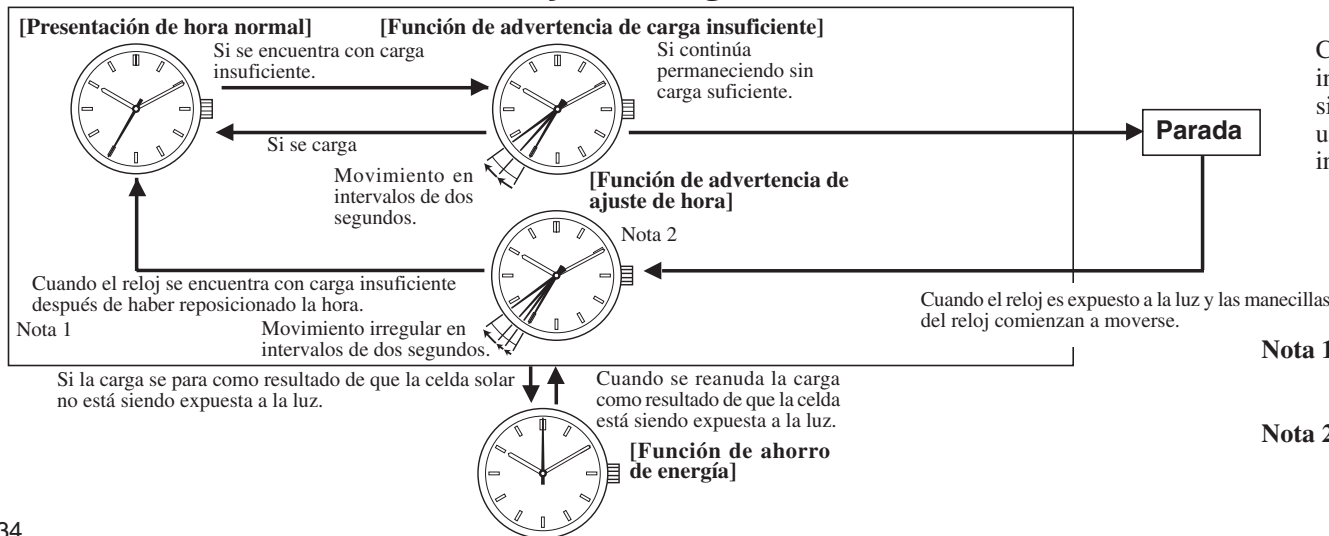 [Presentación de hora normal]
[Función de advertencia de carga insuficiente]
Si se encuentra con carga
insuficiente.
Si continúa
permaneciendo sin
carga suficiente.
Si se carga
Parada
Movimiento en
intervalos de dos
segundos.
[Función de advertencia de
ajuste de hora]
Nota 2
Cuando el reloj se encuentra con carga insuficiente
después de haber reposicionado la hora.
Nota 1
Movimiento irregular en
intervalos de dos segundos.
Cuando el reloj es expuesto a la luz y las manecillas
del reloj comienzan a moverse.
Nota 1
Si la carga se para como resultado de que la celda solar
no está siendo expuesta a la luz.
Cuando se reanuda la carga
como resultado de que la celda
está siendo expuesta a la luz.
Nota 2
[Función de ahorro
de energía]
34